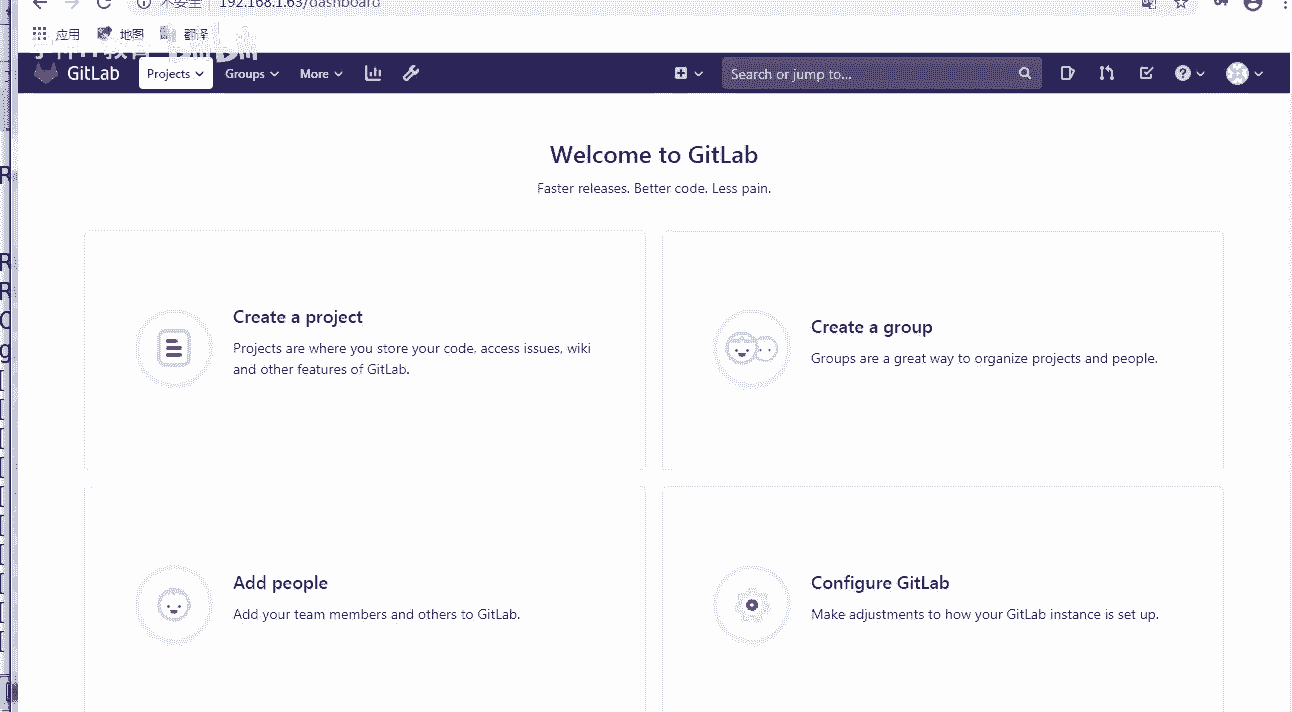 不安全 192.168.1.63/dashboard
应用 地图 翻译
GitLab Projects Groups More Search or jump to...
Welcome to GitLab
Faster releases. Better code. Less pain.
Create a project
Projects are where you store your code, access issues, wiki
and other features of GitLab.
Create a group
Groups are a great way to organize projects and people.
Add people
Add your team members and others to GitLab.
Configure GitLab
Make adjustments to how your GitLab instance is set up.